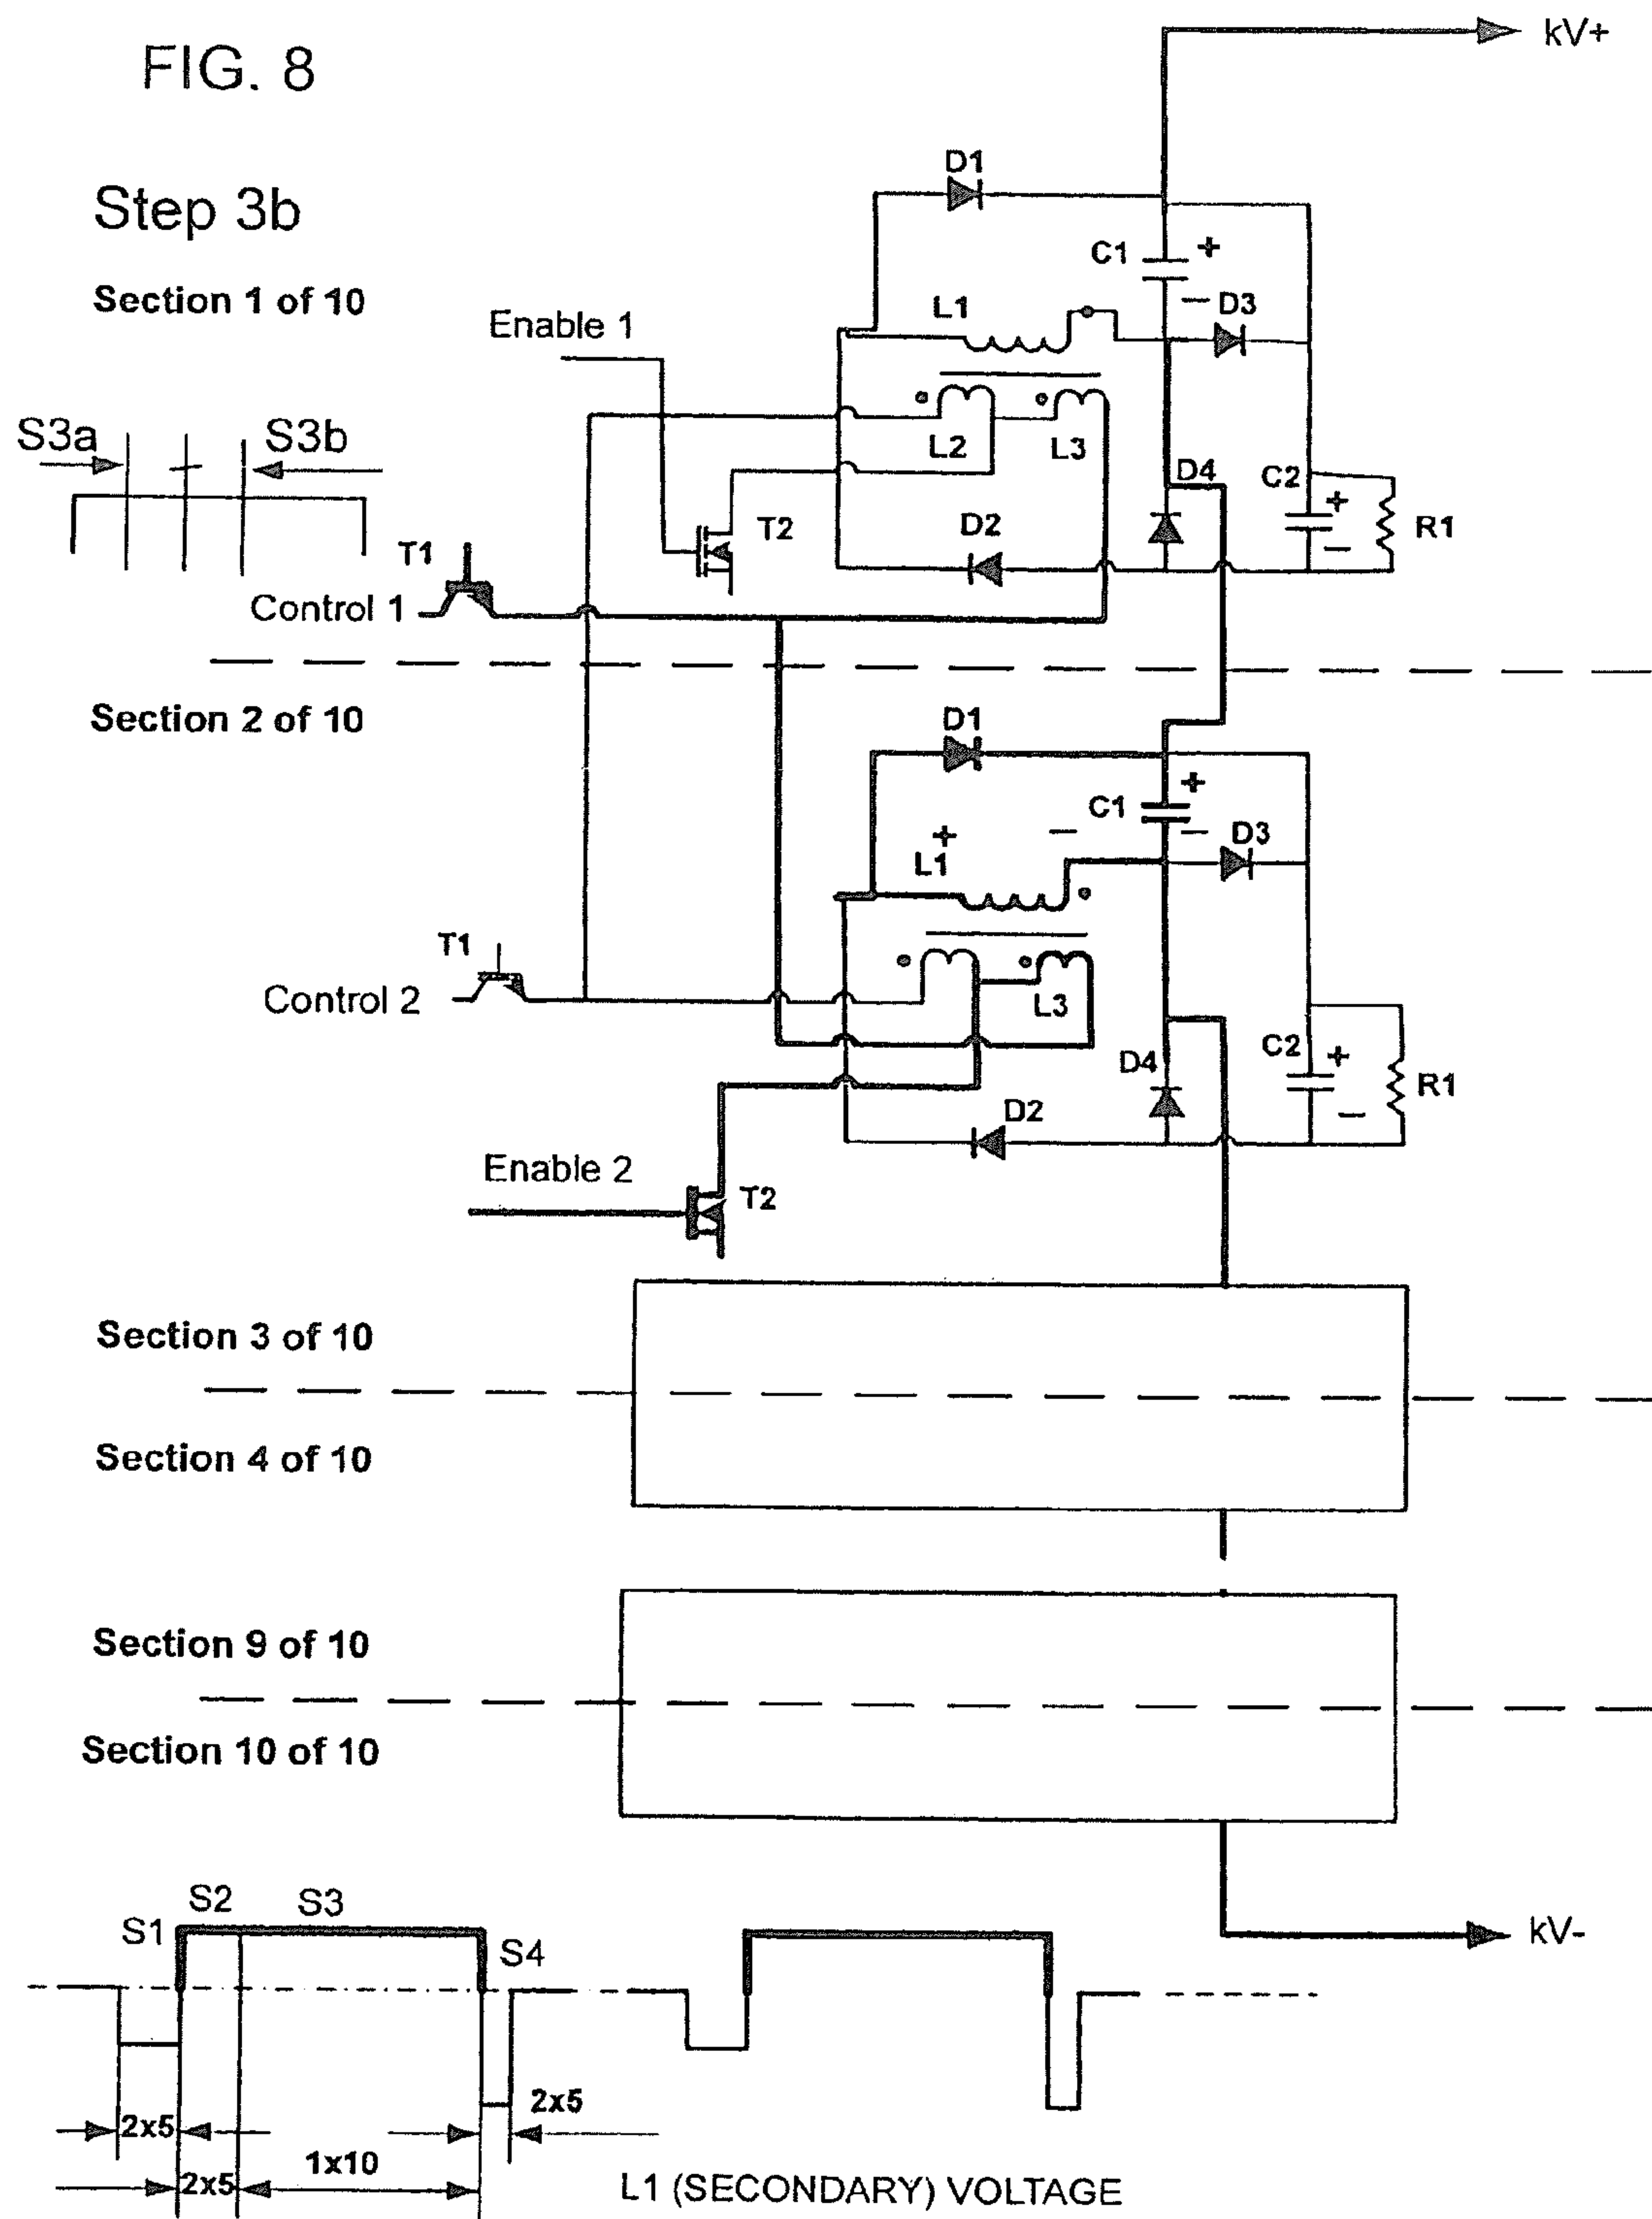 FIG. 8
kV+
Step 3b
Section 1 of 10
D1
C1
+
−
D3
L1
Enable 1
S3a
S3b
L2
L3
D4
C2
+
−
R1
T1
T2
D2
Control 1
Section 2 of 10
D1
C1
+
−
D3
+
−
L1
T1
Control 2
L3
D4
C2
+
−
R1
D2
Enable 2
T2
Section 3 of 10
Section 4 of 10
Section 9 of 10
Section 10 of 10
S1
S2
S3
S4
kV-
2x5
2x5
2x5
1x10
L1 (SECONDARY) VOLTAGE